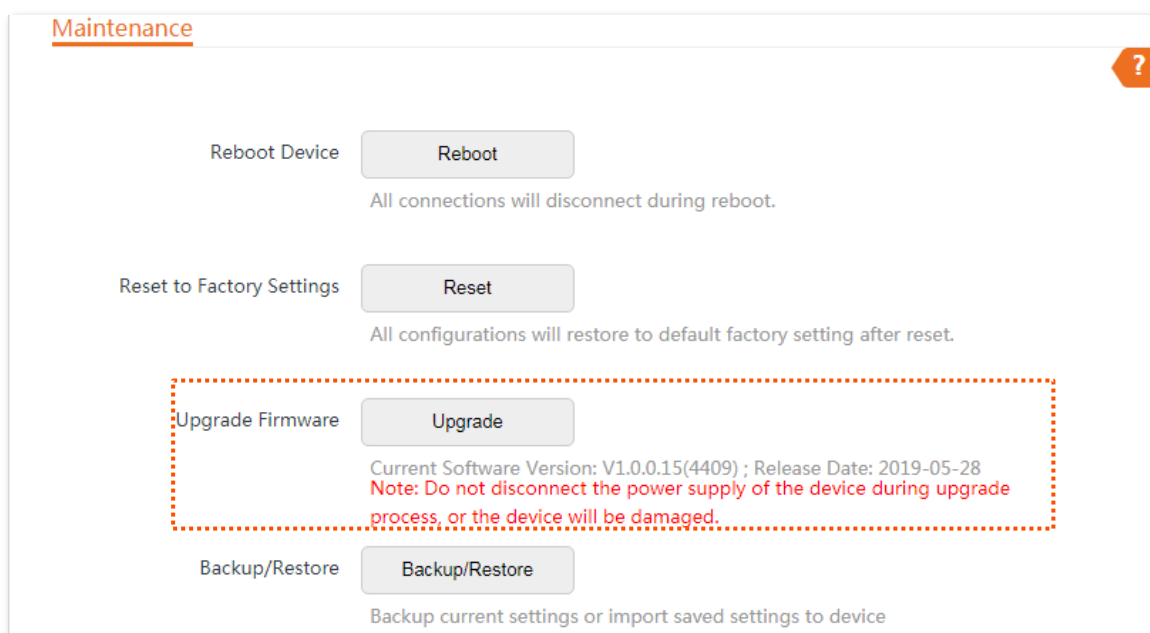 Maintenance
?
Reboot Device
Reboot
All connections will disconnect during reboot.
Reset to Factory Settings
Reset
All configurations will restore to default factory setting after reset.
Upgrade Firmware
Upgrade
Current Software Version: V1.0.0.15(4409) ; Release Date: 2019-05-28
Note: Do not disconnect the power supply of the device during upgrade
process, or the device will be damaged.
Backup/Restore
Backup/Restore
Backup current settings or import saved settings to device